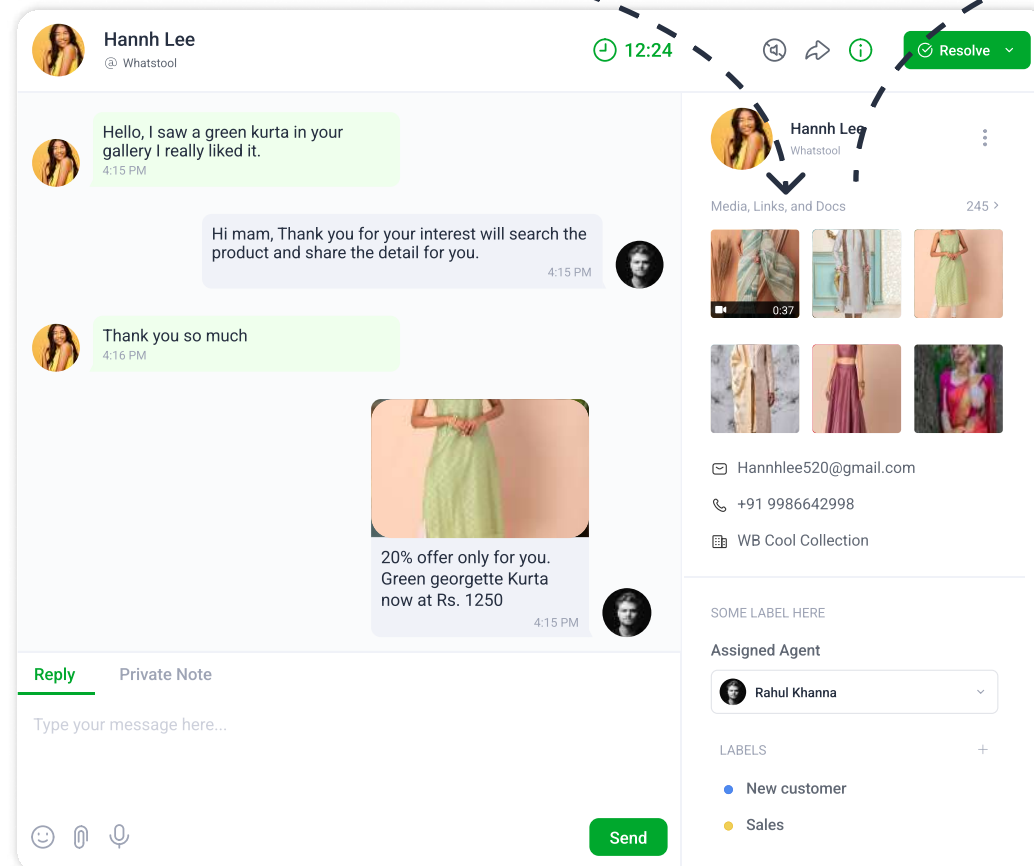 Hannh Lee
@ Whatstool
12:24
Resolve
Hello, I saw a green kurta in your
gallery I really liked it.
4:15 PM
Hi mam, Thank you for your interest will search the
product and share the detail for you.
4:15 PM
Thank you so much
4:16 PM
20% offer only for you.
Green georgette Kurta
now at Rs. 1250
4:15 PM
Reply
Private Note
Type your message here...
Send
Hannh Lee
Whatstool
Media, Links, and Docs
245
0:37
Hannhlee520@gmail.com
+91 9986642998
WB Cool Collection
SOME LABEL HERE
Assigned Agent
Rahul Khanna
LABELS
New customer
Sales